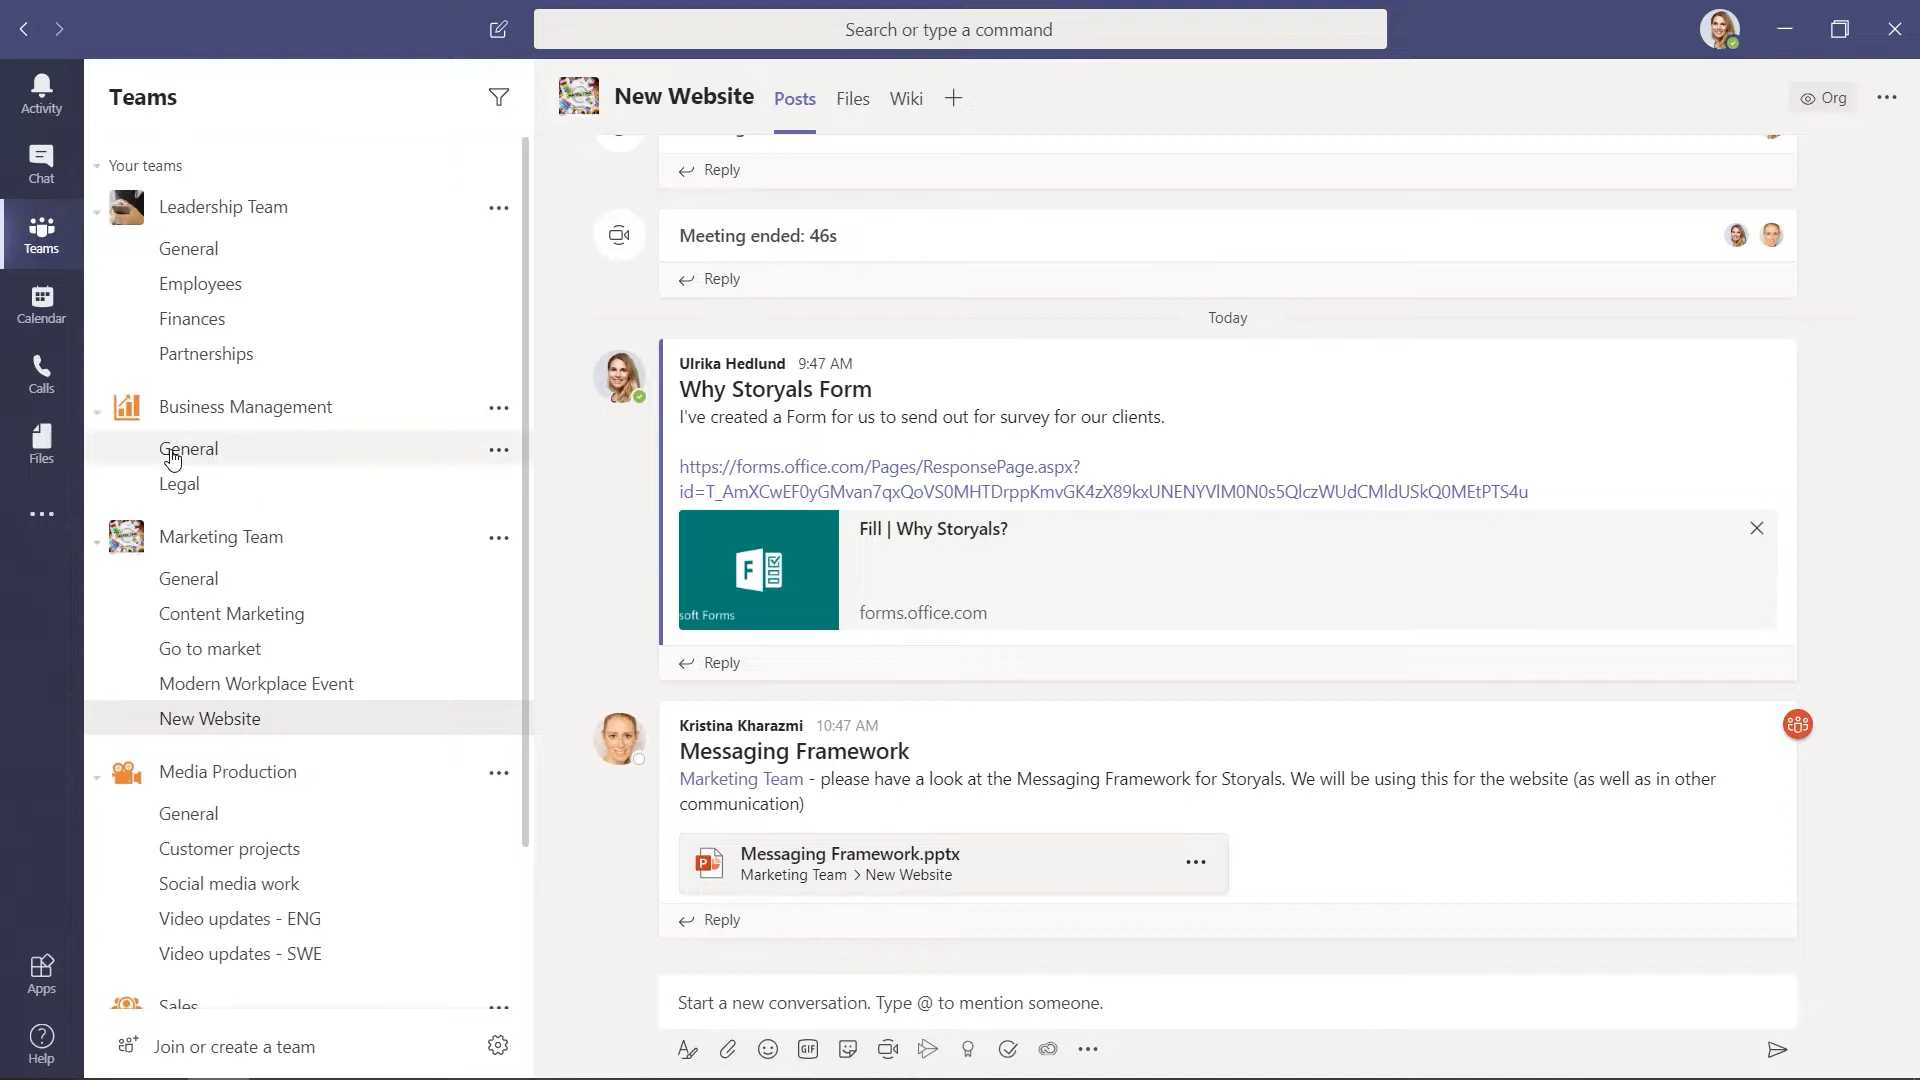 Search or type a command
Activity
Chat
Teams
Calendar
Calls
Files
Apps
Help
Teams
Your teams
Leadership Team
General
Employees
Finances
Partnerships
Business Management
General
Legal
Marketing Team
General
Content Marketing
Go to market
Modern Workplace Event
New Website
Media Production
General
Customer projects
Social media work
Video updates - ENG
Video updates - SWE
Sales
Join or create a team
New Website
Posts
Files
Wiki
Org
Reply
Meeting ended: 46s
Reply
Today
Ulrika Hedlund 9:47 AM
Why Storyals Form
I've created a Form for us to send out for survey for our clients.
https://forms.office.com/Pages/ResponsePage.aspx?
id=T_AmXCwEF0yGMvan7qxQoVS0MHTDrppKmvGK4zX89kxUNENYVlM0N0s5QlczWUdCMldUSkQ0MEtPTS4u
Fill | Why Storyals?
soft Forms
forms.office.com
Reply
Kristina Kharazmi 10:47 AM
Messaging Framework
Marketing Team - please have a look at the Messaging Framework for Storyals. We will be using this for the website (as well as in other
communication)
Messaging Framework.pptx
Marketing Team > New Website
Reply
Start a new conversation. Type @ to mention someone.
GIF